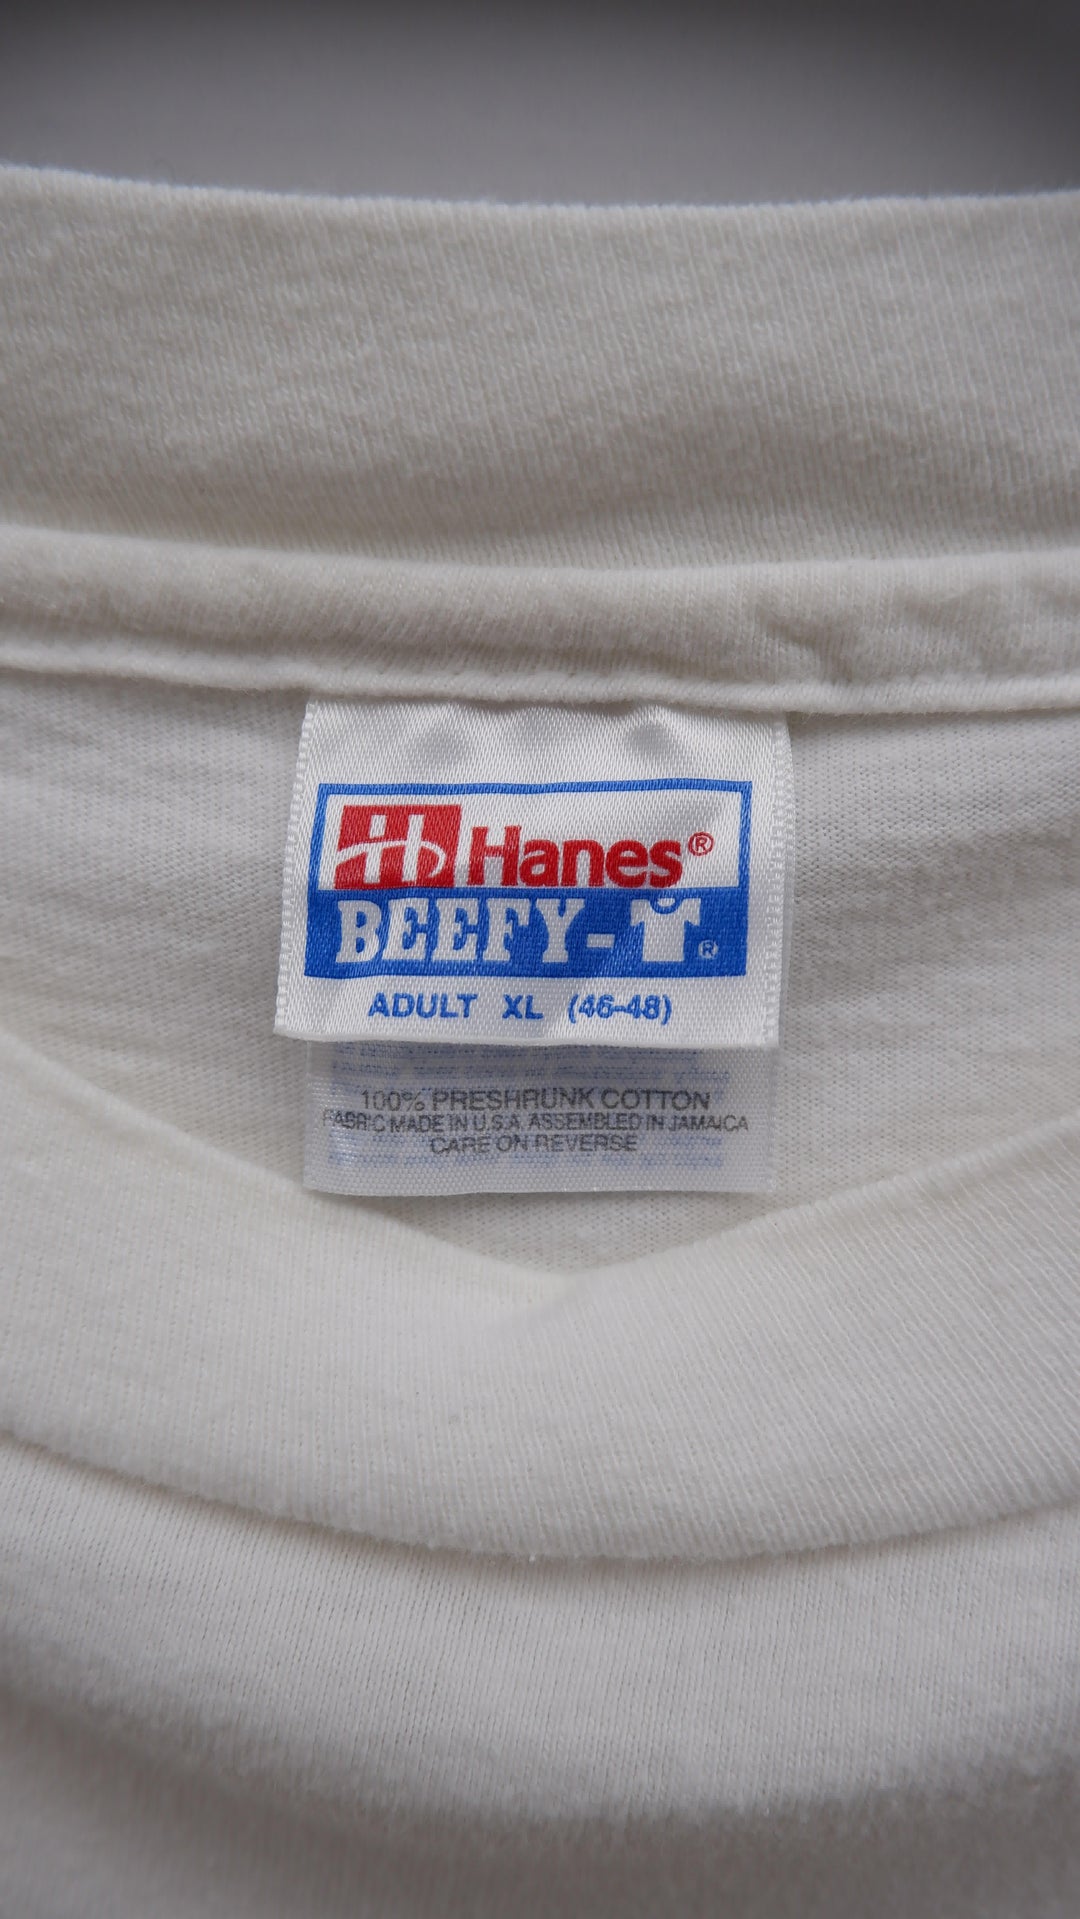 Hanes®
BEEFY-T®
ADULT XL (46-48)
100% PRESHRUNK COTTON
FABRIC MADE IN U.S.A. ASSEMBLED IN JAMAICA
CARE ON REVERSE